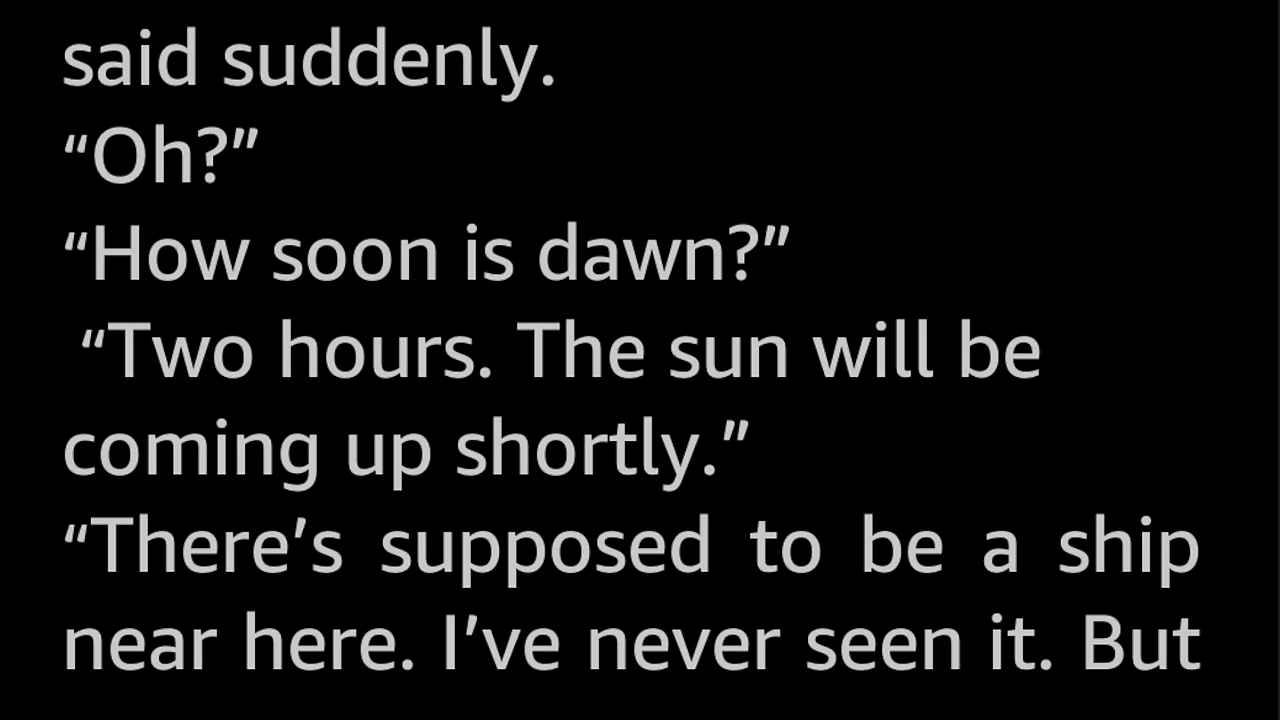 said suddenly.
“Oh?”
“How soon is dawn?”
“Two hours. The sun will be
coming up shortly.”
“There’s supposed to be a ship
near here. I’ve never seen it. But